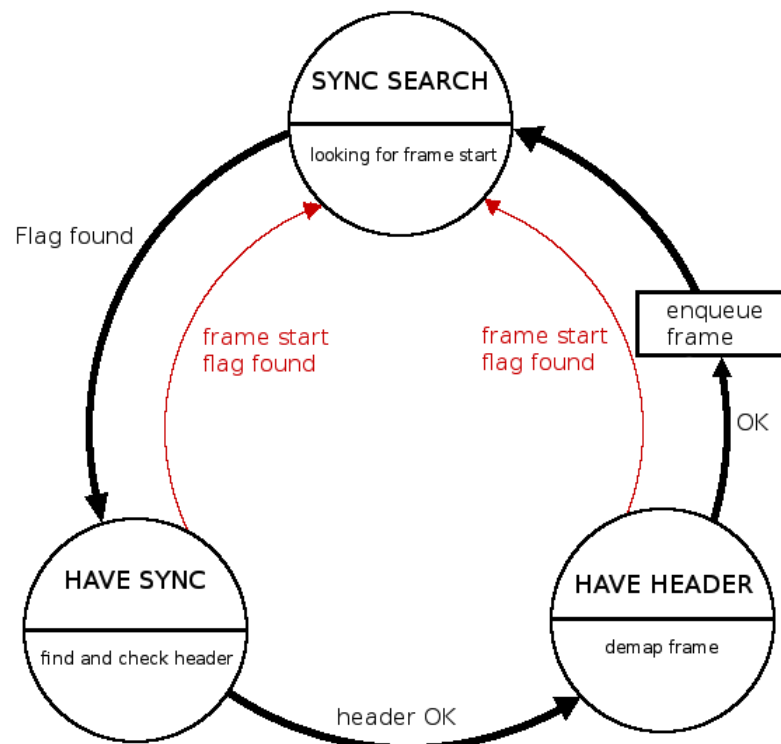 SYNC SEARCH
looking for frame start
Flag found
frame start
flag found
frame start
flag found
enqueue
frame
OK
HAVE SYNC
find and check header
HAVE HEADER
demap frame
header OK